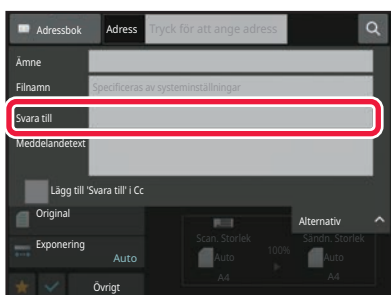 Adressbok Adress Tryck för att ange adress
Ämne
Filnamn Specificeras av systeminställningar
Svara till
Meddelandetext
Lägg till 'Svara till' i Cc
Original Alternativ
Scan. Storlek Sändn. Storlek
Exponering 100%
Auto Auto Auto
A4 A4
Övrigt